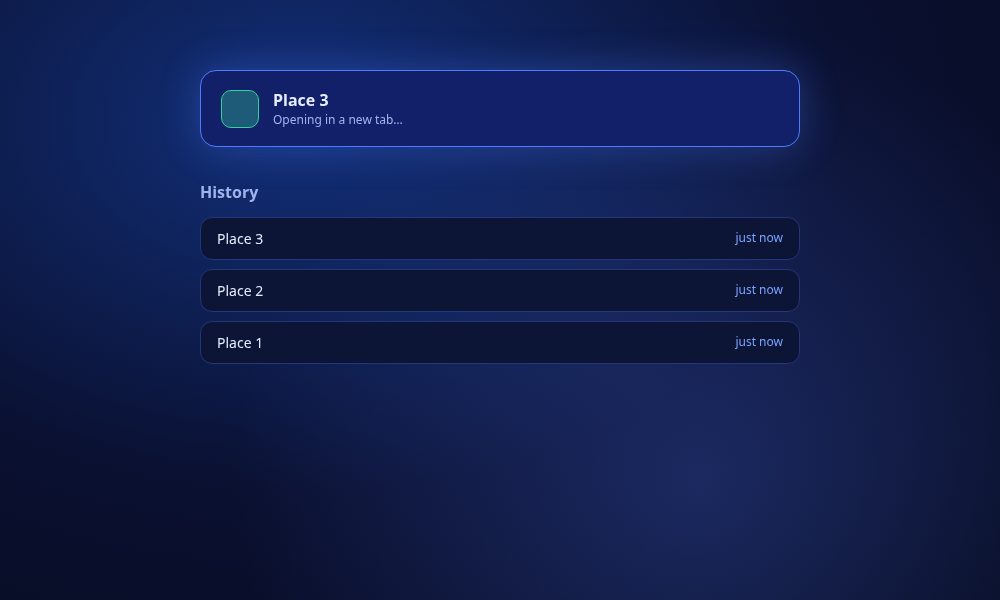 Place 3
Opening in a new tab...
History
Place 3 just now
Place 2 just now
Place 1 just now